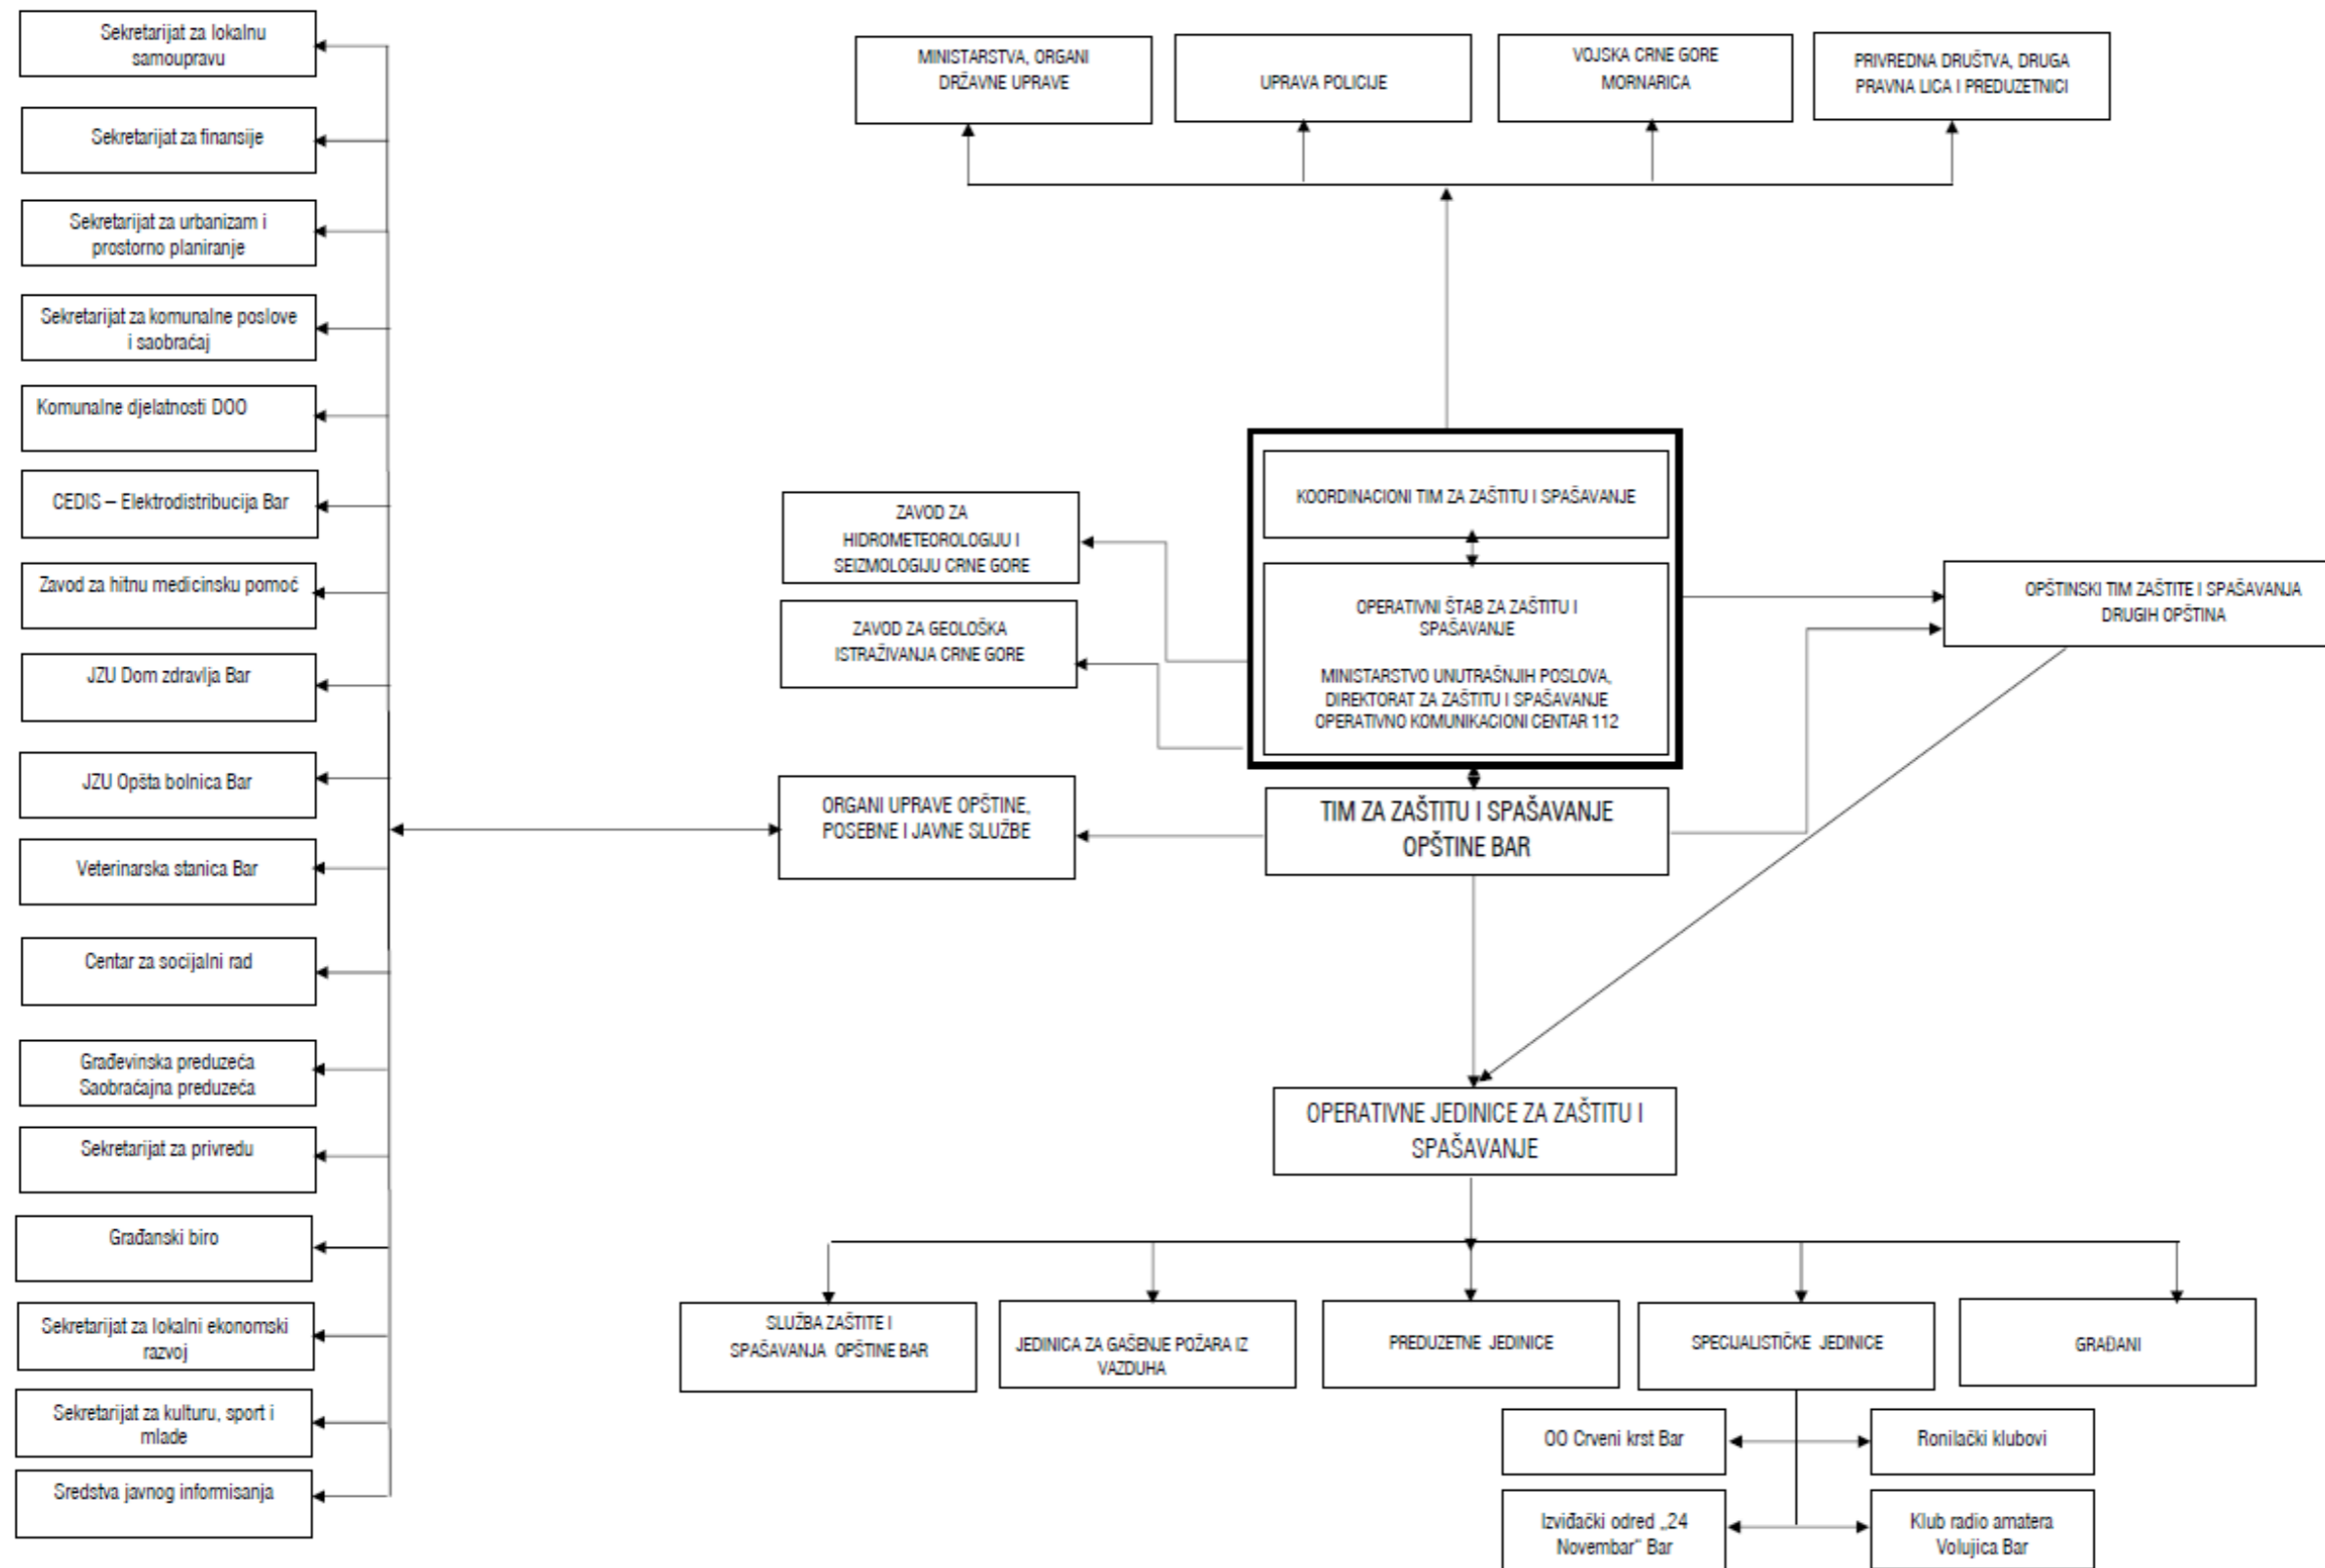 Sekretarijat za lokalnu
samoupravu
Sekretarijat za finansije
Sekretarijat za urbanizam i
prostorno planiranje
Sekretarijat za komunalne poslove
i saobraćaj
Komunalne djelatnosti DOO
CEDIS – Elektrodistribucija Bar
Zavod za hitnu medicinsku pomoć
JZU Dom zdravlja Bar
JZU Opšta bolnica Bar
Veterinarska stanica Bar
Centar za socijalni rad
Građevinska preduzeća
Saobraćajna preduzeća
Sekretarijat za privredu
Građanski biro
Sekretarijat za lokalni ekonomski
razvoj
Sekretarijat za kulturu, sport i
mlade
Sredstva javnog informisanja
MINISTARSTVA, ORGANI
DRŽAVNE UPRAVE
UPRAVA POLICIJE
VOJSKA CRNE GORE
MORNARICA
PRIVREDNA DRUŠTVA, DRUGA
PRAVNA LICA I PREDUZETNICI
KOORDINACIONI TIM ZA ZAŠTITU I SPAŠAVANJE
ZAVOD ZA
HIDROMETEOROLOGIJU I
SEIZMOLOGIJU CRNE GORE
ZAVOD ZA GEOLOŠKA
ISTRAŽIVANJA CRNE GORE
OPERATIVNI ŠTAB ZA ZAŠTITU I
SPAŠAVANJE
MINISTARSTVO UNUTRAŠNJIH POSLOVA,
DIREKTORAT ZA ZAŠTITU I SPAŠAVANJE
OPERATIVNO KOMUNIKACIONI CENTAR 112
OPŠTINSKI TIM ZAŠTITE I SPAŠAVANJA
DRUGIH OPŠTINA
ORGANI UPRAVE OPŠTINE,
POSEBNE I JAVNE SLUŽBE
TIM ZA ZAŠTITU I SPAŠAVANJE
OPŠTINE BAR
OPERATIVNE JEDINICE ZA ZAŠTITU I
SPAŠAVANJE
SLUŽBA ZAŠTITE I
SPAŠAVANJA OPŠTINE BAR
JEDINICA ZA GAŠENJE POŽARA IZ
VAZDUHA
PREDUZETNE JEDINICE
SPECIJALISTIČKE JEDINICE
GRAĐANI
OO Crveni krst Bar
Ronilački klubovi
Izviđački odred „24
Novembar" Bar
Klub radio amatera
Volujica Bar